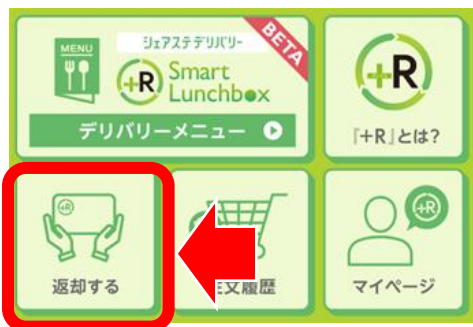 MENU
シェアステデリバリー
BETA
+R Smart
Lunchbox
デリバリーメニュー
+R
『+R』とは?
+R
返却する
文履歴
+R
マイページ